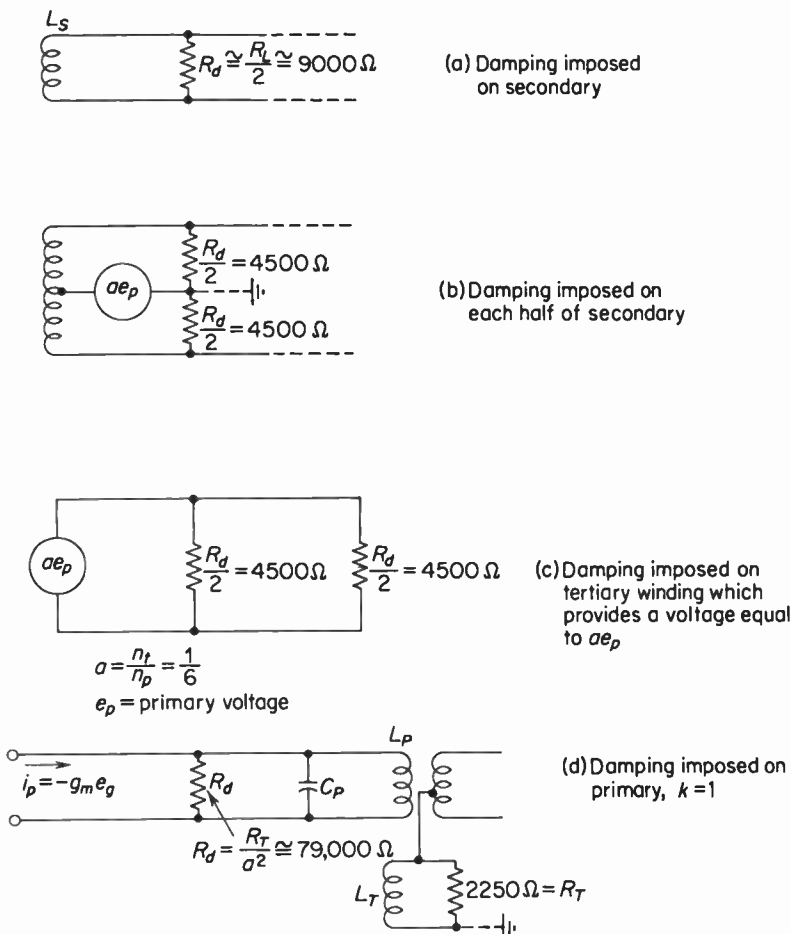 L_S
R_d ≅ R_L/2 ≅ 9000 Ω
(a) Damping imposed
on secondary
R_d/2 = 4500 Ω
ae_p
R_d/2 = 4500 Ω
(b) Damping imposed on
each half of secondary
ae_p
R_d/2 = 4500 Ω
R_d/2 = 4500 Ω
(c) Damping imposed on
tertiary winding which
provides a voltage equal
to ae_p
a = n_t/n_p = 1/6
e_p = primary voltage
i_p = -g_m e_g
R_d
C_P
L_P
(d) Damping imposed on
primary, k = 1
R_d = R_T/a² ≅ 79,000 Ω
L_T
2250 Ω = R_T